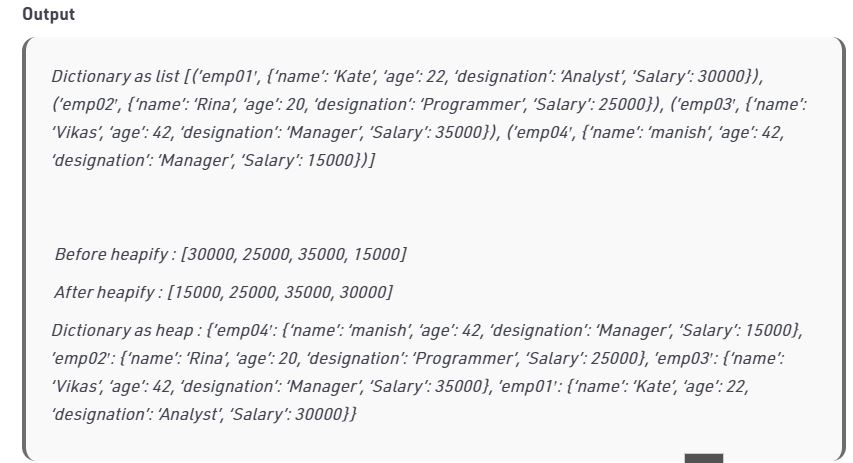 Output
Dictionary as list [(‘emp01′, {‘name’: ‘Kate’, ‘age’: 22, ‘designation’: ‘Analyst’, ‘Salary’: 30000}),
(‘emp02′, {‘name’: ‘Rina’, ‘age’: 20, ‘designation’: ‘Programmer’, ‘Salary’: 25000}), (‘emp03′, {‘name’:
‘Vikas’, ‘age’: 42, ‘designation’: ‘Manager’, ‘Salary’: 35000}), (‘emp04′, {‘name’: ‘manish’, ‘age’: 42,
‘designation’: ‘Manager’, ‘Salary’: 15000})]
Before heapify : [30000, 25000, 35000, 15000]
After heapify : [15000, 25000, 35000, 30000]
Dictionary as heap : {‘emp04′: {‘name’: ‘manish’, ‘age’: 42, ‘designation’: ‘Manager’, ‘Salary’: 15000},
‘emp02′: {‘name’: ‘Rina’, ‘age’: 20, ‘designation’: ‘Programmer’, ‘Salary’: 25000}, ‘emp03′: {‘name’:
‘Vikas’, ‘age’: 42, ‘designation’: ‘Manager’, ‘Salary’: 35000}, ‘emp01′: {‘name’: ‘Kate’, ‘age’: 22,
‘designation’: ‘Analyst’, ‘Salary’: 30000}}